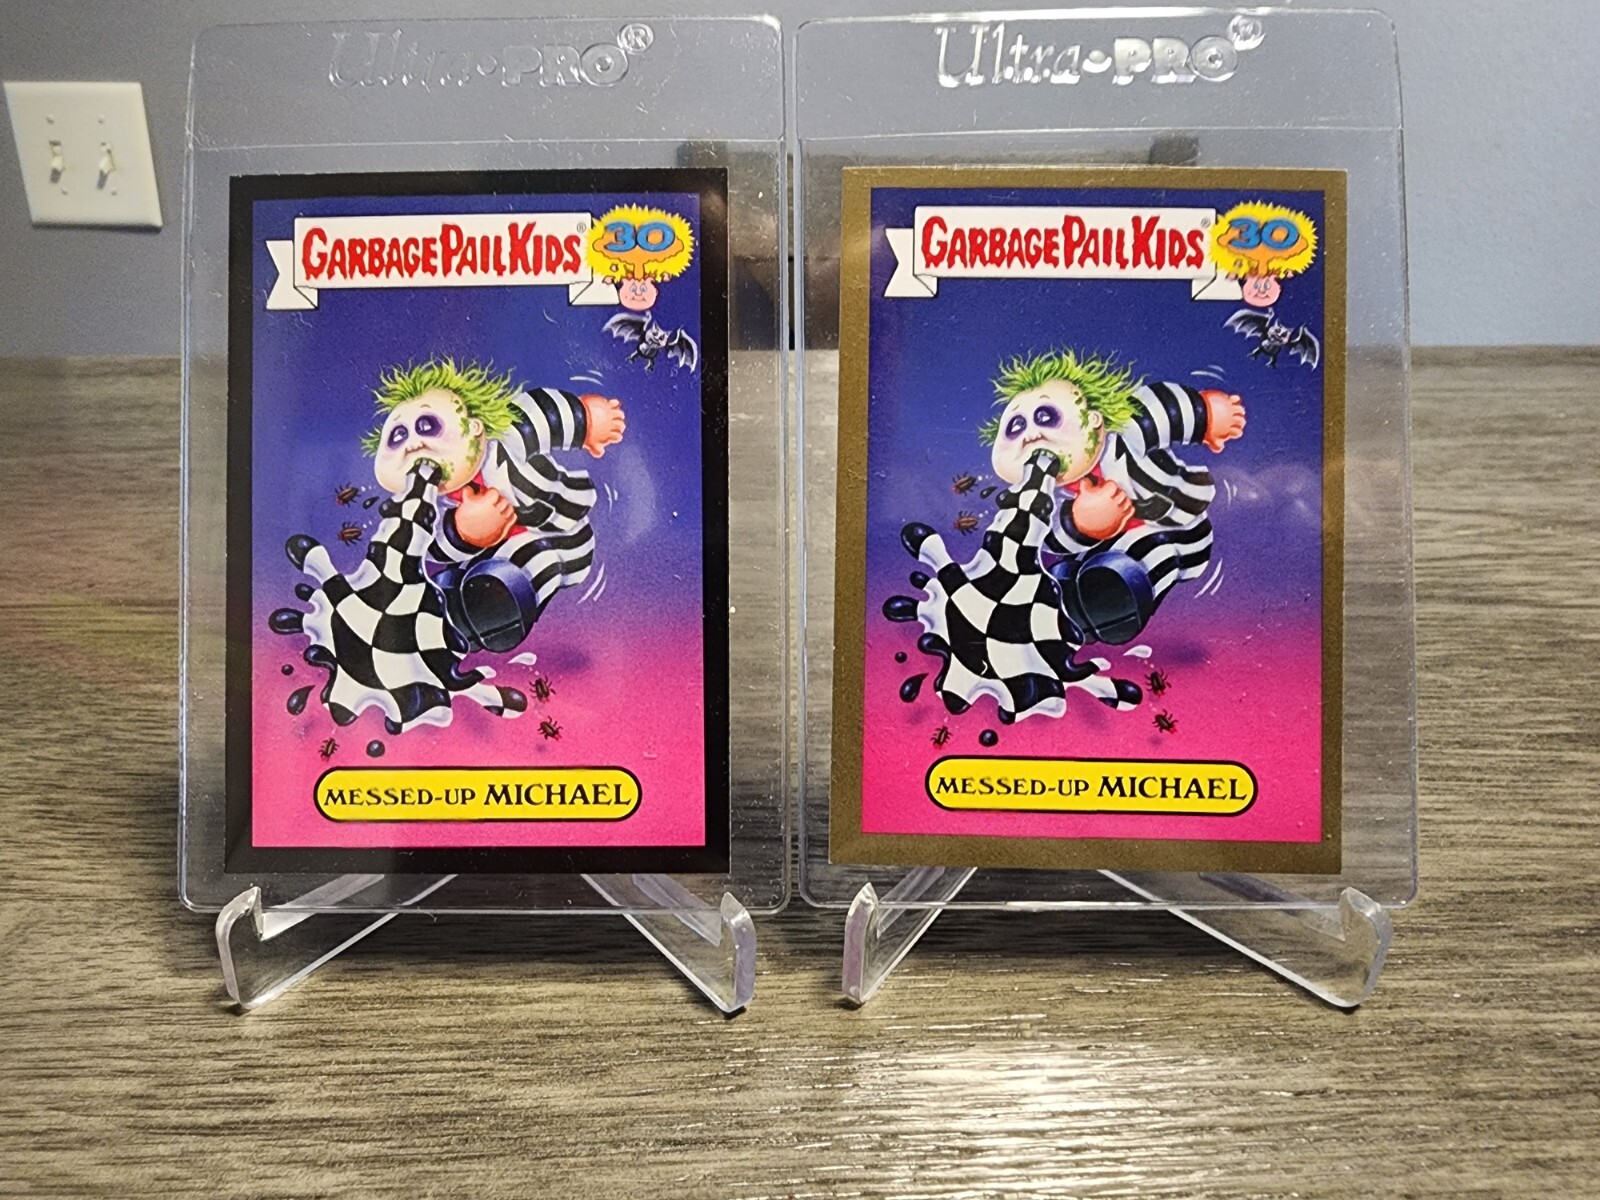 Ultra•PRO®
Ultra•PRO®
GARBAGE PAIL KIDS® 30
GARBAGE PAIL KIDS® 30
MESSED-UP MICHAEL
MESSED-UP MICHAEL